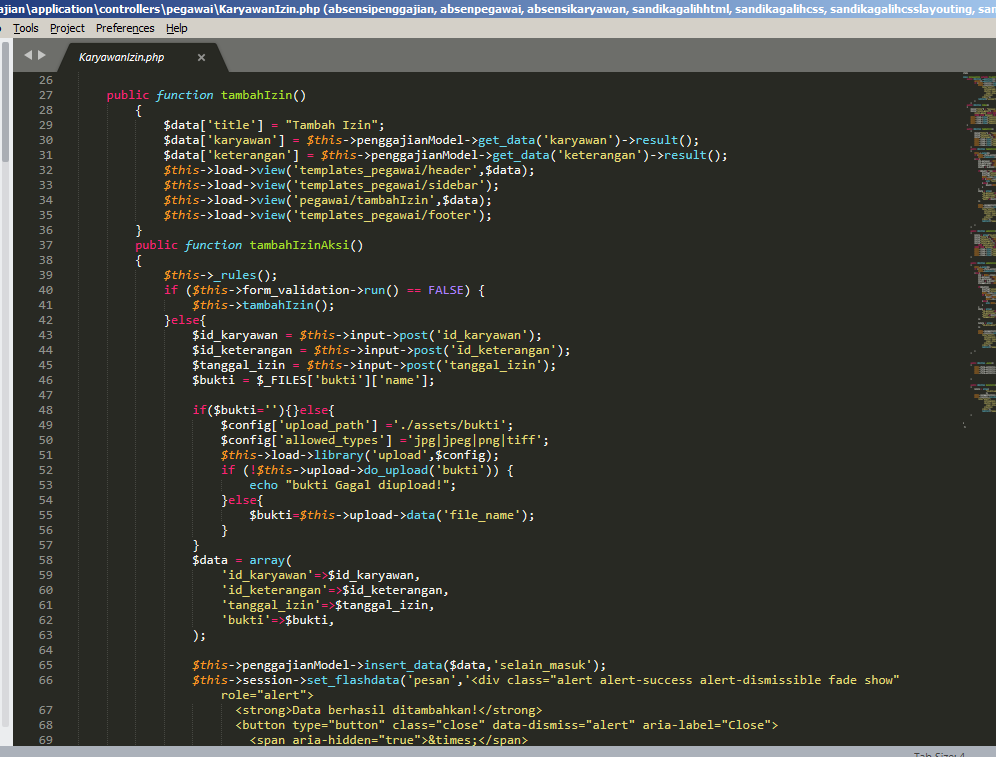 ajian\application\controllers\pegawai\KaryawanIzin.php (absensipenggajian, absenpegawai, absensikaryawan, sandikagalihhtml, sandikagalihcss, sandikagalihcsslayouting, san
Tools Project Preferences Help
KaryawanIzin.php ×
26
27 public function tambahIzin()
28 {
29 $data['title'] = "Tambah Izin";
30 $data['karyawan'] = $this->penggajianModel->get_data('karyawan')->result();
31 $data['keterangan'] = $this->penggajianModel->get_data('keterangan')->result();
32 $this->load->view('templates_pegawai/header',$data);
33 $this->load->view('templates_pegawai/sidebar');
34 $this->load->view('pegawai/tambahIzin',$data);
35 $this->load->view('templates_pegawai/footer');
36 }
37 public function tambahIzinAksi()
38 {
39 $this->_rules();
40 if ($this->form_validation->run() == FALSE) {
41 $this->tambahIzin();
42 }else{
43 $id_karyawan = $this->input->post('id_karyawan');
44 $id_keterangan = $this->input->post('id_keterangan');
45 $tanggal_izin = $this->input->post('tanggal_izin');
46 $bukti = $_FILES['bukti']['name'];
47
48 if($bukti=''){}else{
49 $config['upload_path'] ='./assets/bukti';
50 $config['allowed_types'] ='jpg|jpeg|png|tiff';
51 $this->load->library('upload',$config);
52 if (!$this->upload->do_upload('bukti')) {
53 echo "bukti Gagal diupload!";
54 }else{
55 $bukti=$this->upload->data('file_name');
56 }
57 }
58 $data = array(
59 'id_karyawan'=>$id_karyawan,
60 'id_keterangan'=>$id_keterangan,
61 'tanggal_izin'=>$tanggal_izin,
62 'bukti'=>$bukti,
63 );
64
65 $this->penggajianModel->insert_data($data,'selain_masuk');
66 $this->session->set_flashdata('pesan','<div class="alert alert-success alert-dismissible fade show"
role="alert">
67 <strong>Data berhasil ditambahkan!</strong>
68 <button type="button" class="close" data-dismiss="alert" aria-label="Close">
69 <span aria-hidden="true">&times;</span>
Tab Size: 4